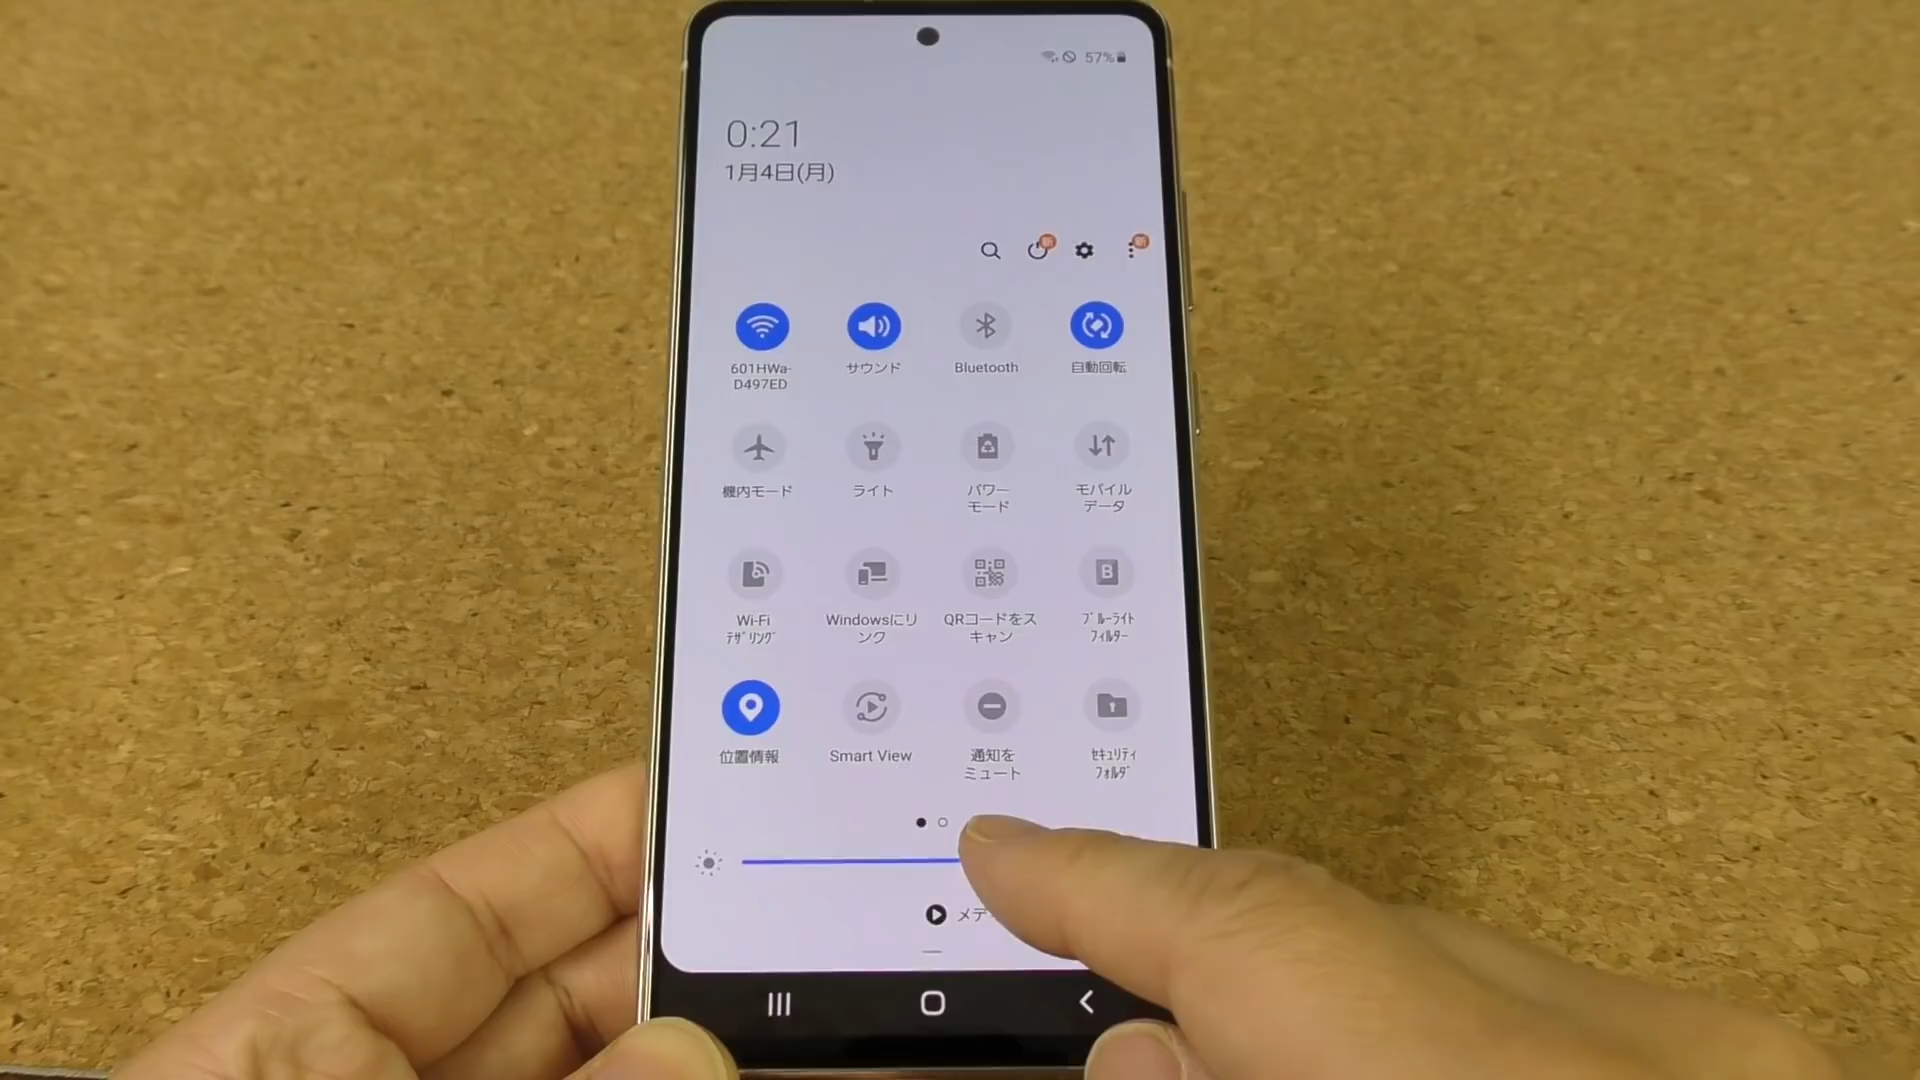 57%
0:21
1月4日(月)
新
新
601HWa-
D497ED
サウンド
Bluetooth
自動回転
機内モード
ライト
パワー
モード
モバイル
データ
Wi-Fi
ﾃｻﾞﾘﾝｸﾞ
Windowsにリ
ンク
QRコードをス
キャン
B
ﾌﾞﾙｰﾗｲﾄ
ﾌｨﾙﾀｰ
位置情報
Smart View
通知を
ミュート
ｾｷｭﾘﾃｨ
ﾌｫﾙﾀﾞ
メデ